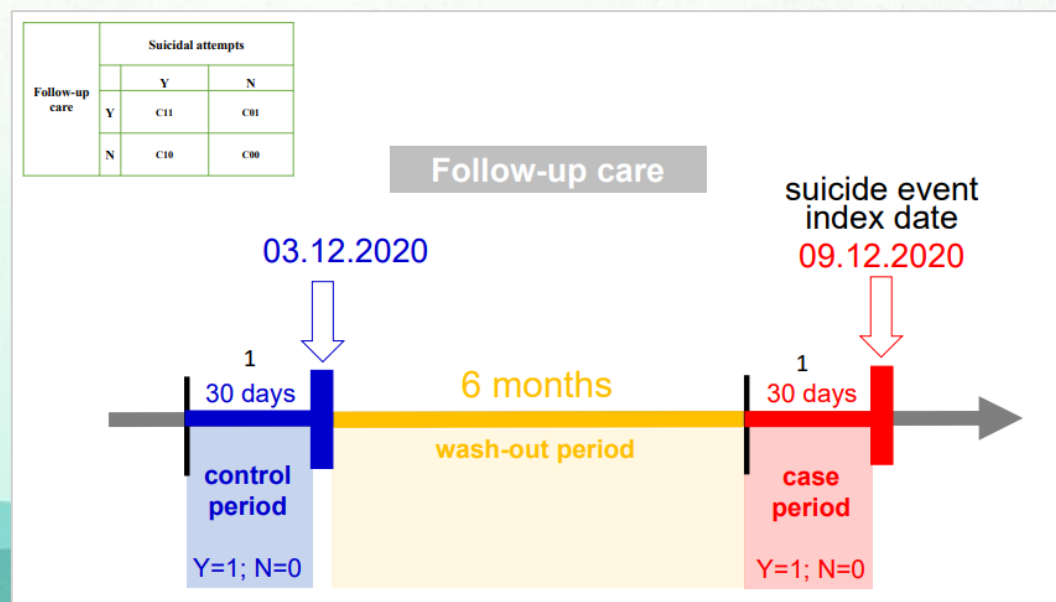 Suicidal attempts
Follow-up
care
Y N
Y C11 C01
N C10 C00
Follow-up care
suicide event
index date
03.12.2020
09.12.2020
1
30 days
6 months
1
30 days
wash-out period
control
period
case
period
Y=1; N=0
Y=1; N=0